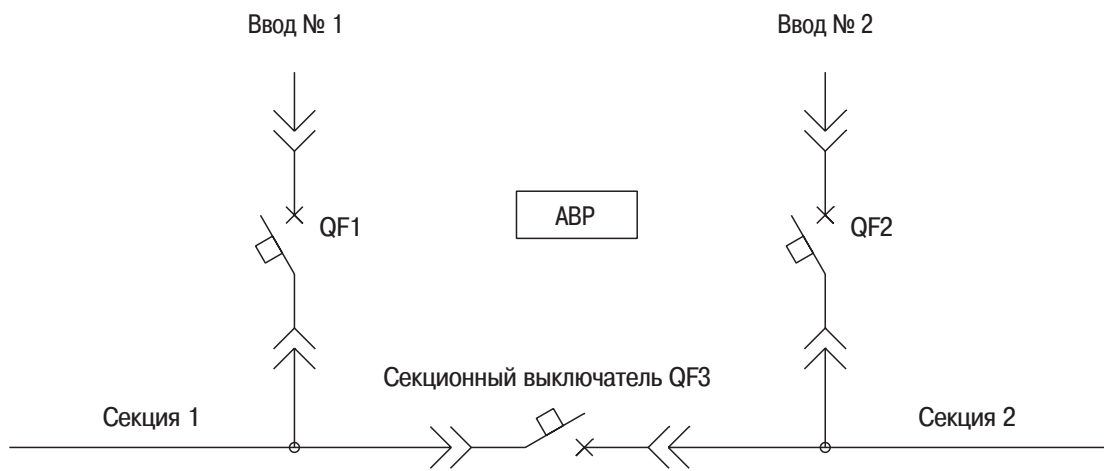 Ввод № 1
Ввод № 2
QF1
АВР
QF2
Секционный выключатель QF3
Секция 1
Секция 2